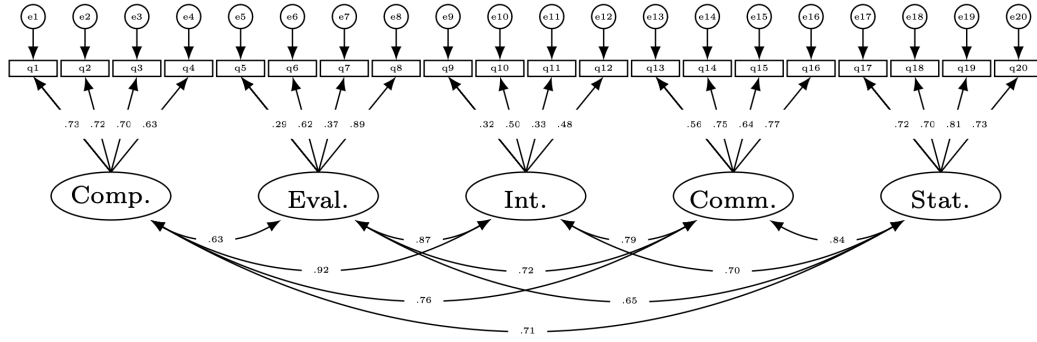 e1 e2 e3 e4 e5 e6 e7 e8 e9 e10 e11 e12 e13 e14 e15 e16 e17 e18 e19 e20
q1 q2 q3 q4 q5 q6 q7 q8 q9 q10 q11 q12 q13 q14 q15 q16 q17 q18 q19 q20
.73 .72 .70 .63 .29 .62 .37 .89 .32 .50 .33 .48 .56 .75 .64 .77 .72 .70 .81 .73
Comp. Eval. Int. Comm. Stat.
.63 .87 .79 .84
.92 .72 .70
.76 .65
.71